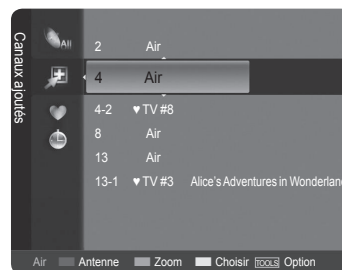 Canaux ajoutés
All
2 Air
4 Air
4-2 ♥ TV #8
8 Air
13 Air
13-1 ♥ TV #3 Alice's Adventures in Wonderlan
Air Antenne Zoom Choisir TOOLS Option